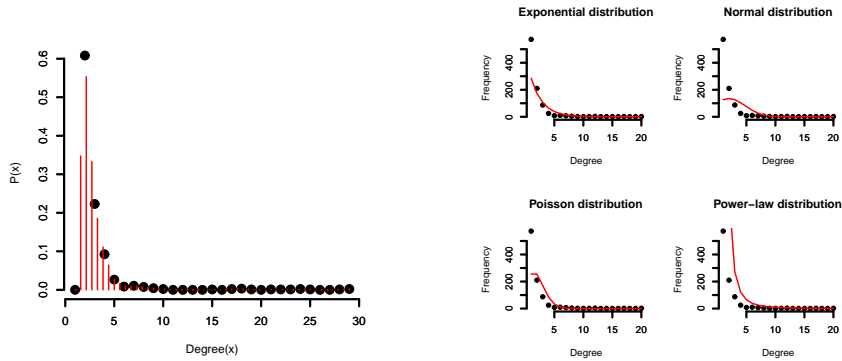 P(x)
0.6
0.5
0.4
0.3
0.2
0.1
0.0
0 5 10 15 20 25 30
Degree(x)
Exponential distribution
Frequency
400
200
0
5 10 15 20
Degree
Normal distribution
Frequency
400
200
0
5 10 15 20
Degree
Poisson distribution
Frequency
400
200
0
5 10 15 20
Degree
Power−law distribution
Frequency
400
200
0
5 10 15 20
Degree